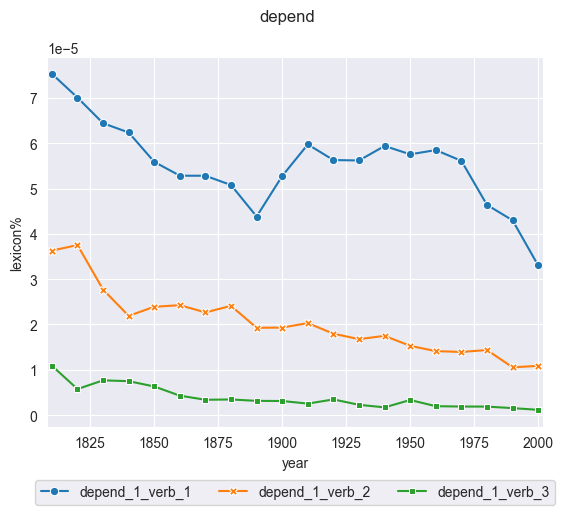 depend
1e−5
7
6
5
4
3
2
1
0
lexicon%
1825 1850 1875 1900 1925 1950 1975 2000
year
depend_1_verb_1 depend_1_verb_2 depend_1_verb_3